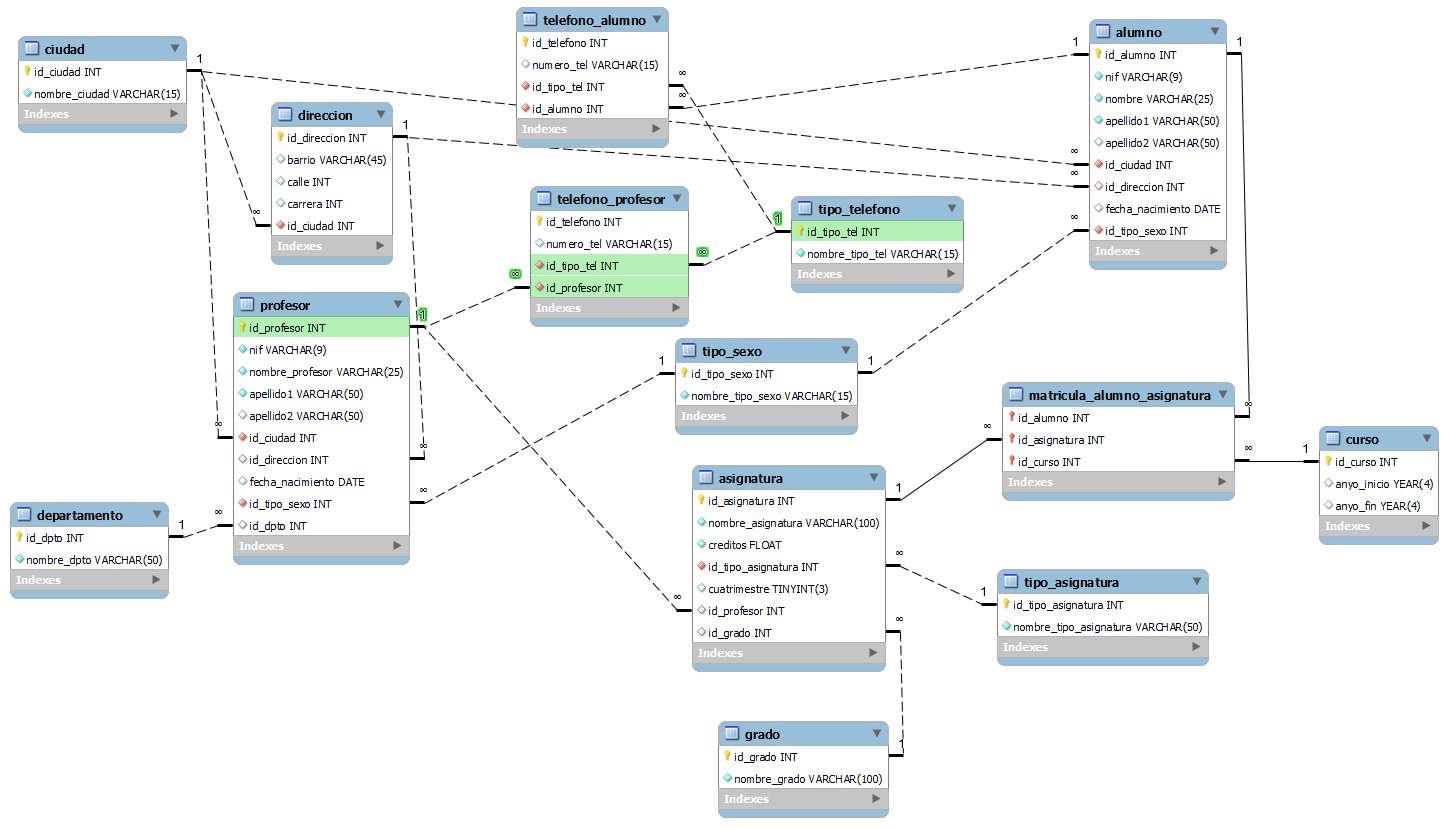 ciudad
id_ciudad INT
nombre_ciudad VARCHAR(15)
Indexes
1
direccion
id_direccion INT
barrio VARCHAR(45)
calle INT
carrera INT
id_ciudad INT
Indexes
1
∞
telefono_alumno
id_telefono INT
numero_tel VARCHAR(15)
id_tipo_tel INT
id_alumno INT
Indexes
∞
∞
alumno
id_alumno INT
nif VARCHAR(9)
nombre VARCHAR(25)
apellido1 VARCHAR(50)
apellido2 VARCHAR(50)
id_ciudad INT
id_direccion INT
fecha_nacimiento DATE
id_tipo_sexo INT
Indexes
1
1
∞
∞
∞
telefono_profesor
id_telefono INT
numero_tel VARCHAR(15)
id_tipo_tel INT
id_profesor INT
Indexes
∞
∞
tipo_telefono
id_tipo_tel INT
nombre_tipo_tel VARCHAR(15)
Indexes
1
profesor
id_profesor INT
nif VARCHAR(9)
nombre_profesor VARCHAR(25)
apellido1 VARCHAR(50)
apellido2 VARCHAR(50)
id_ciudad INT
id_direccion INT
fecha_nacimiento DATE
id_tipo_sexo INT
id_dpto INT
Indexes
1
∞
∞
∞
∞
tipo_sexo
id_tipo_sexo INT
nombre_tipo_sexo VARCHAR(15)
Indexes
1
1
matricula_alumno_asignatura
id_alumno INT
id_asignatura INT
id_curso INT
Indexes
∞
∞
∞
curso
id_curso INT
anyo_inicio YEAR(4)
anyo_fin YEAR(4)
Indexes
1
departamento
id_dpto INT
nombre_dpto VARCHAR(50)
Indexes
1
asignatura
id_asignatura INT
nombre_asignatura VARCHAR(100)
creditos FLOAT
id_tipo_asignatura INT
cuatrimestre TINYINT(3)
id_profesor INT
id_grado INT
Indexes
1
∞
∞
∞
tipo_asignatura
id_tipo_asignatura INT
nombre_tipo_asignatura VARCHAR(50)
Indexes
1
grado
id_grado INT
nombre_grado VARCHAR(100)
Indexes
1